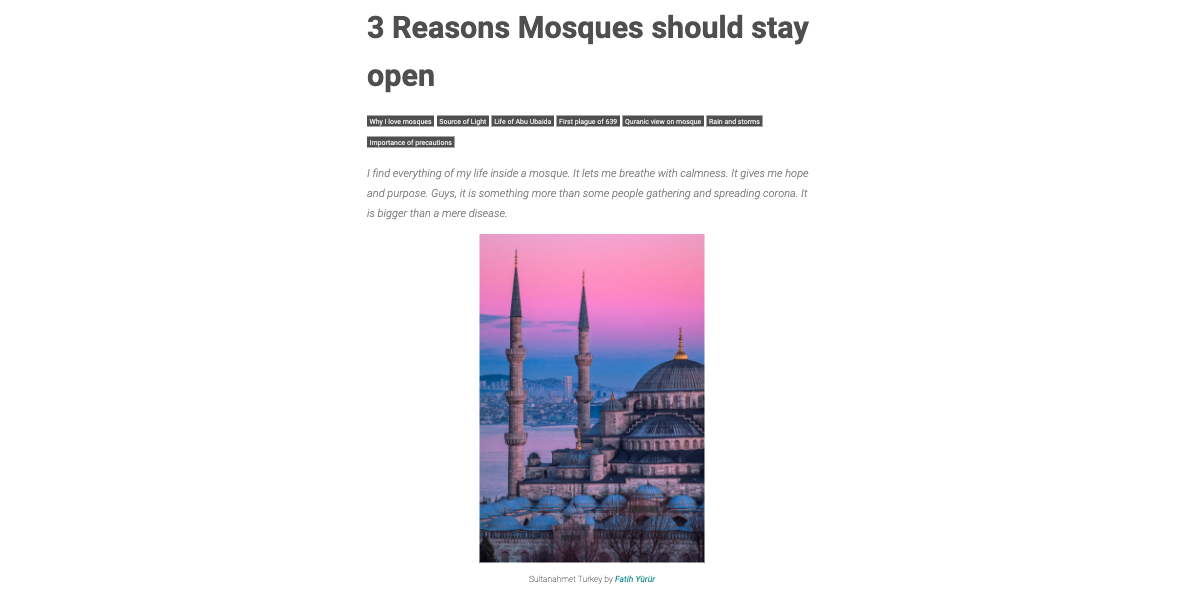 3 Reasons Mosques should stay
open
Why I love mosques Source of Light Life of Abu Ubaida First plague of 639 Quranic view on mosque Rain and storms
Importance of precautions
I find everything of my life inside a mosque. It lets me breathe with calmness. It gives me hope
and purpose. Guys, it is something more than some people gathering and spreading corona. It
is bigger than a mere disease.
Sultanahmet Turkey by Fatih Yürür